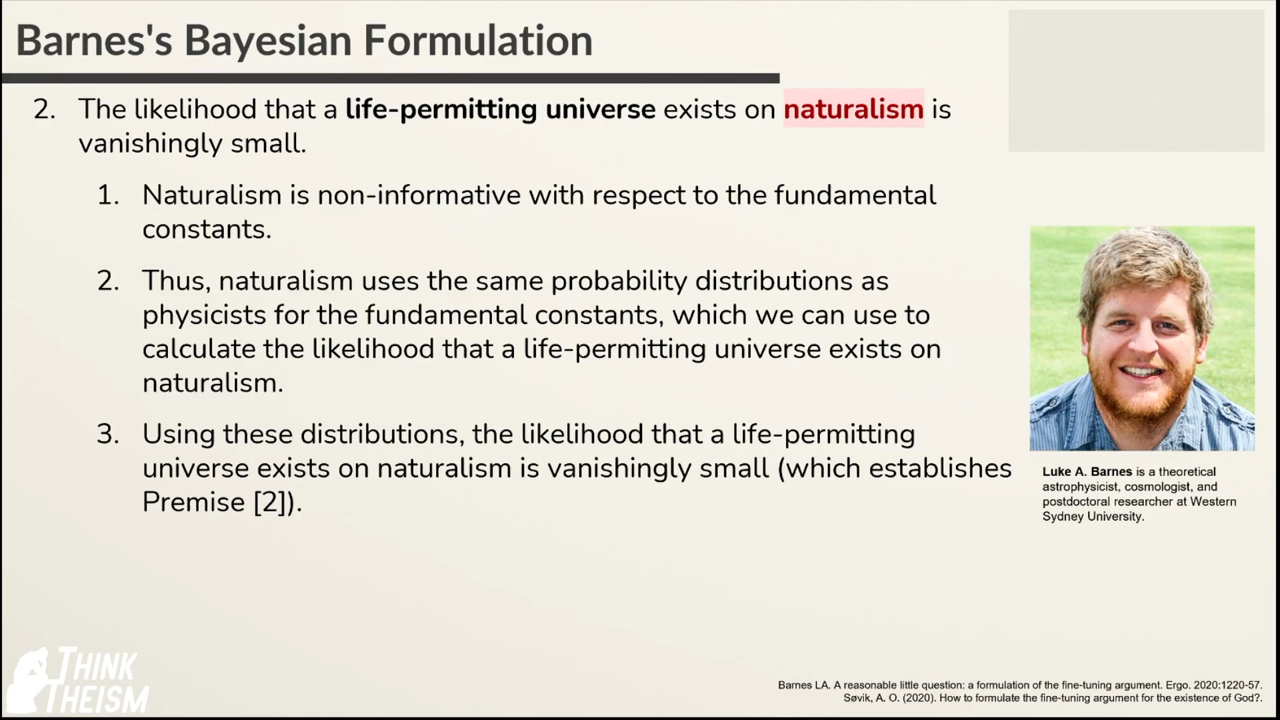 Barnes's Bayesian Formulation
2. The likelihood that a life-permitting universe exists on naturalism is
vanishingly small.
1. Naturalism is non-informative with respect to the fundamental
constants.
2. Thus, naturalism uses the same probability distributions as
physicists for the fundamental constants, which we can use to
calculate the likelihood that a life-permitting universe exists on
naturalism.
3. Using these distributions, the likelihood that a life-permitting
universe exists on naturalism is vanishingly small (which establishes
Premise [2]).
Luke A. Barnes is a theoretical
astrophysicist, cosmologist, and
postdoctoral researcher at Western
Sydney University.
THINK
THEISM
Barnes LA. A reasonable little question: a formulation of the fine-tuning argument. Ergo. 2020;1220-57.
Søvik, A. O. (2020). How to formulate the fine-tuning argument for the existence of God?.